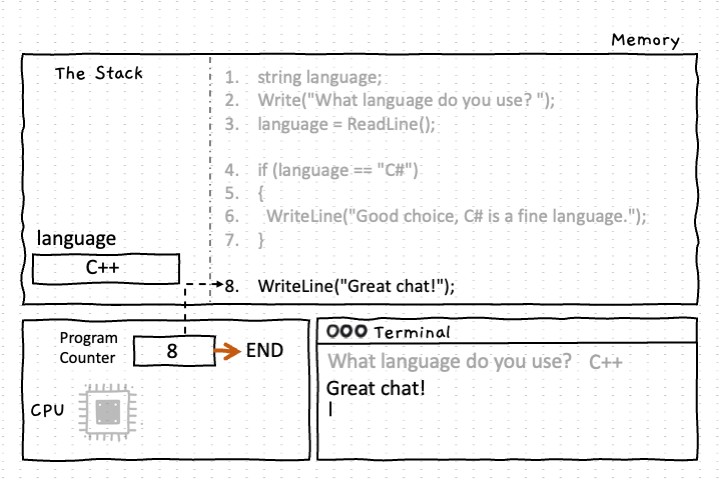 Memory
The Stack
1. string language;
2. Write("What language do you use? ");
3. language = ReadLine();
4. if (language == "C#")
5. {
6. WriteLine("Good choice, C# is a fine language.");
7. }
language
C++
8. WriteLine("Great chat!");
Program
Counter
8
END
CPU
Terminal
What language do you use? C++
Great chat!